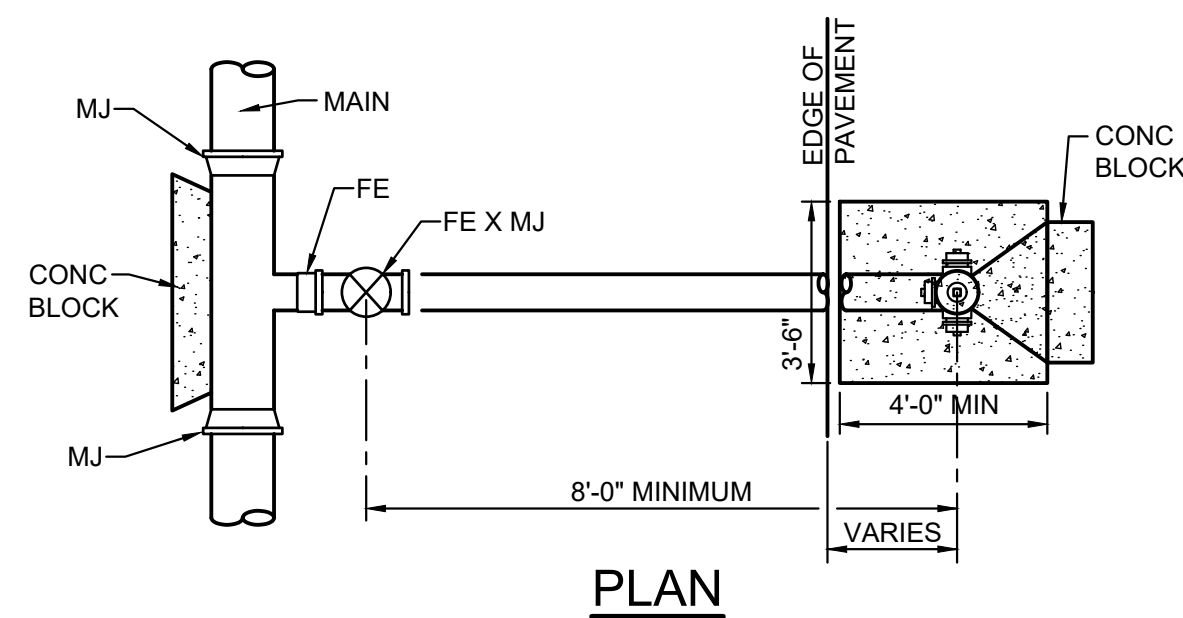 MJ
MAIN
EDGE OF
PAVEMENT
CONC
BLOCK
FE
FE X MJ
CONC
BLOCK
3'-6"
4'-0" MIN
MJ
8'-0" MINIMUM
VARIES
PLAN